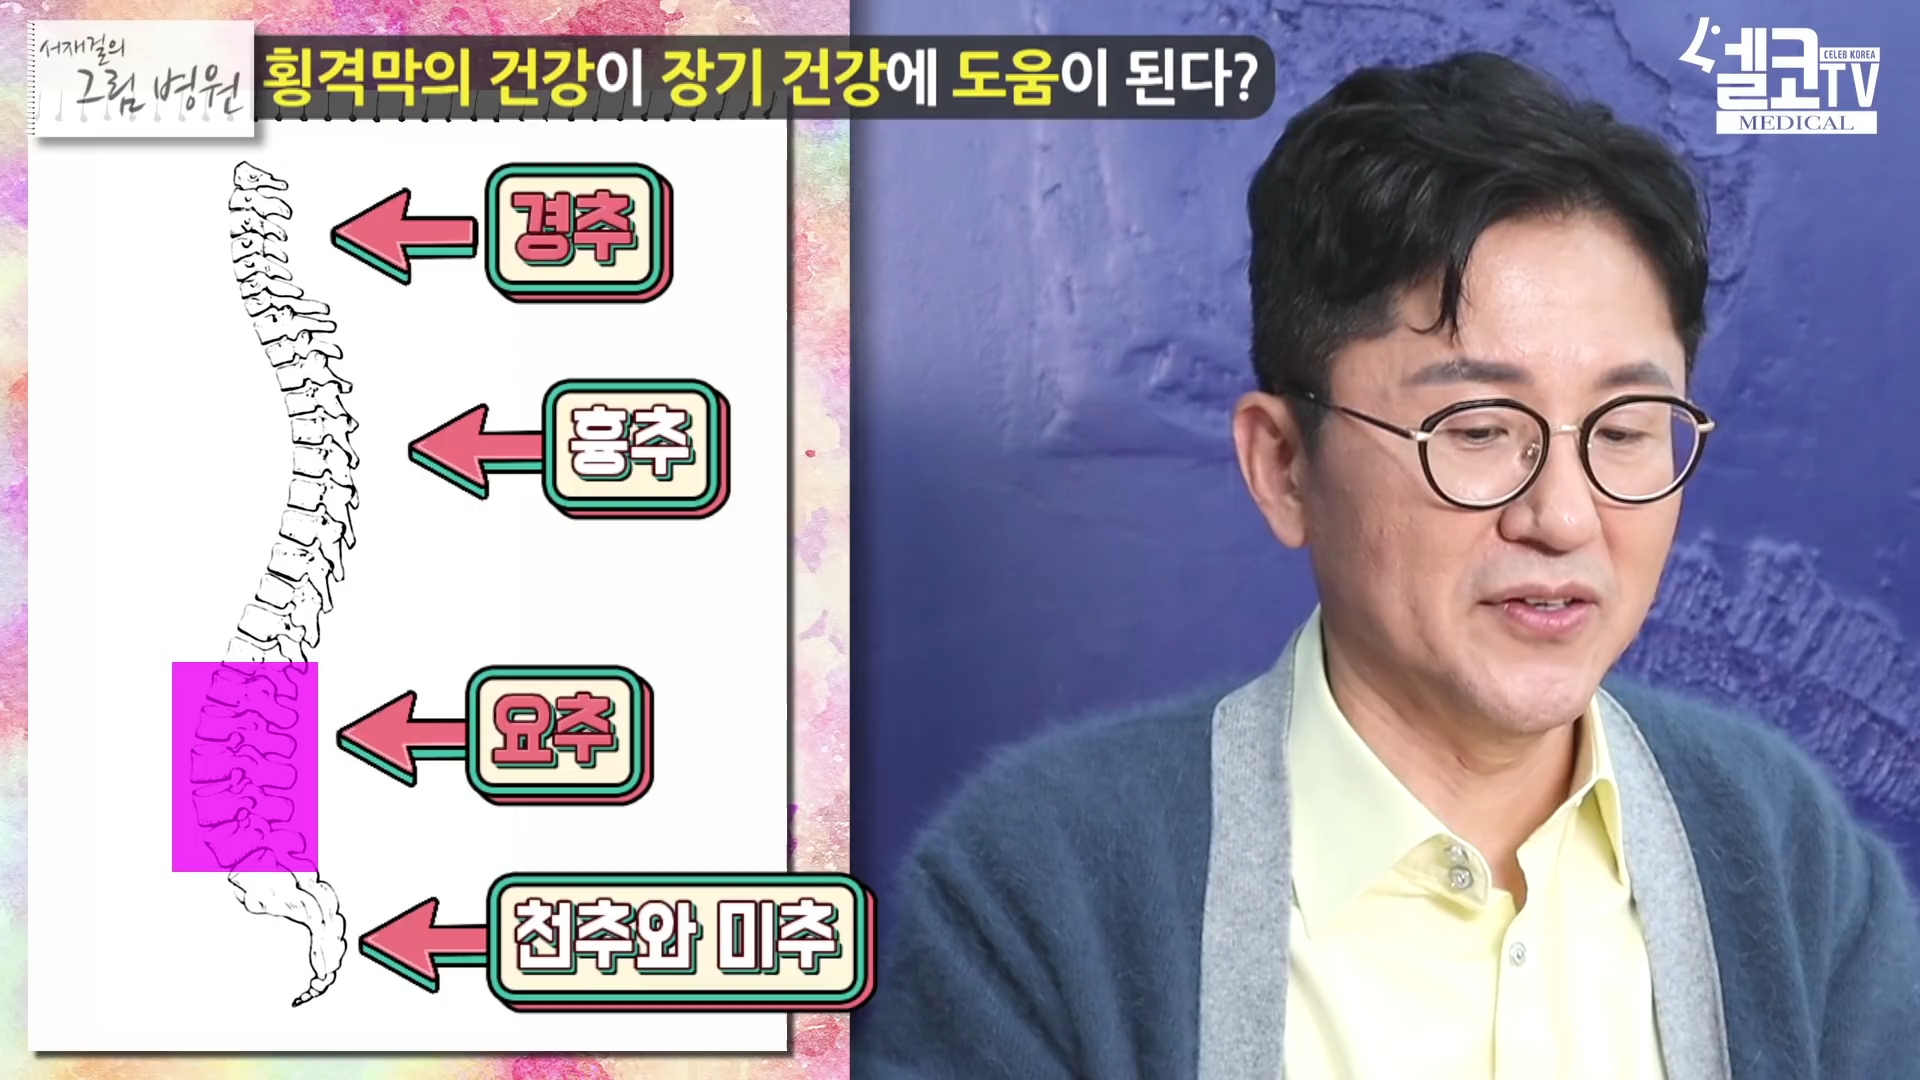 서재걸의
그림 병원
횡격막의 건강이 장기 건강에 도움이 된다?
셀코TV
CELEB KOREA
MEDICAL
경추
흉추
요추
천추와 미추